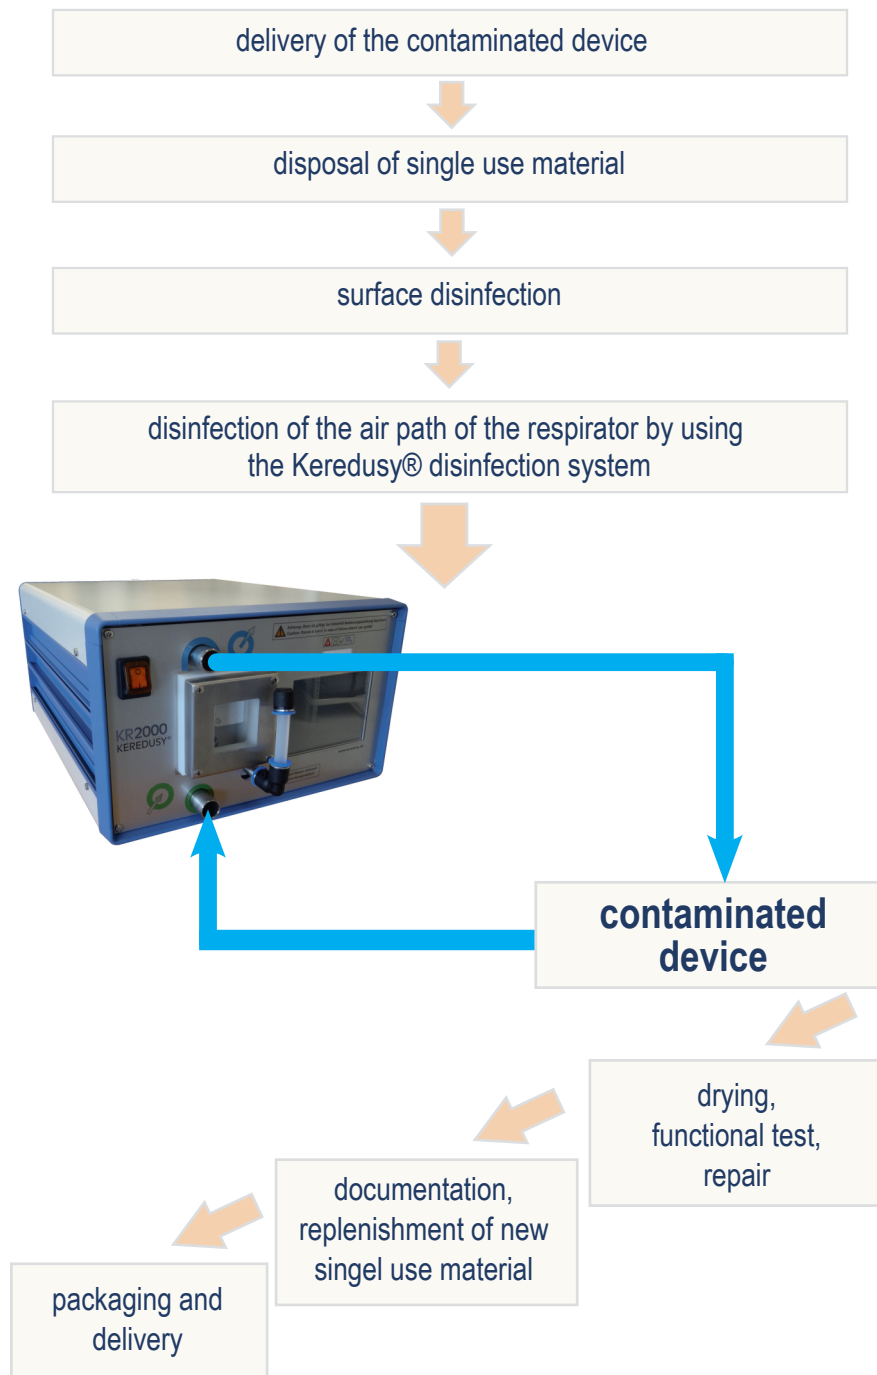 delivery of the contaminated device
disposal of single use material
surface disinfection
disinfection of the air path of the respirator by using
the Keredusy® disinfection system
KR2000
KEREDUSY®
contaminated
device
drying,
functional test,
repair
documentation,
replenishment of new
singel use material
packaging and
delivery